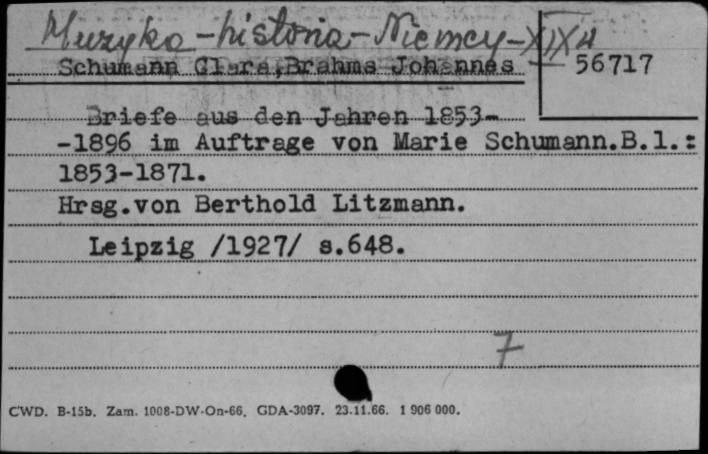 Muzyka - historia - Niemcy - XIX w
Schumann Clara,Brahms Johannes
56717
Briefe aus den Jahren 1853-
-1896 im Auftrage von Marie Schumann.B.1.:
1853-1871.
Hrsg.von Berthold Litzmann.
Leipzig /1927/ s.648.
7
CWD. B-15b. Zam. 1008-DW-On-66. GDA-3097. 23.11.66. 1 906 000.